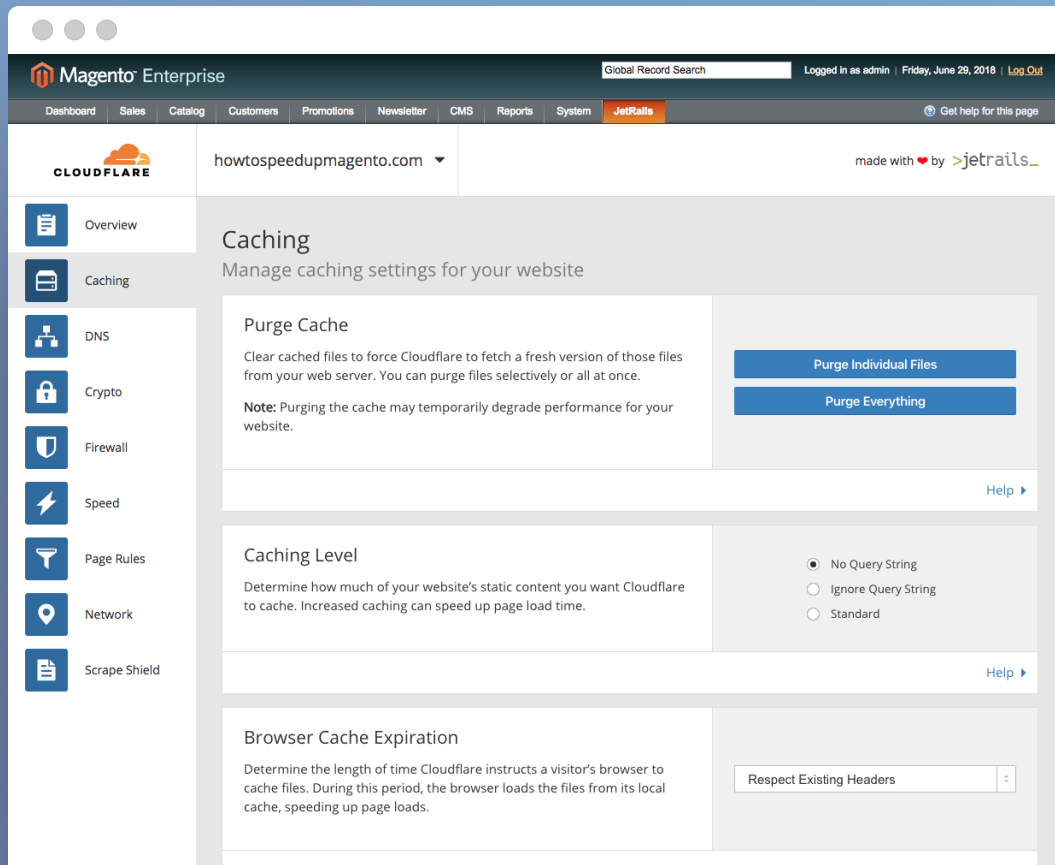 Magento® Enterprise
Global Record Search
Logged in as admin | Friday, June 29, 2018 | Log Out
Dashboard Sales Catalog Customers Promotions Newsletter CMS Reports System JetRails
Get help for this page
CLOUDFLARE
howtospeedupmagento.com
made with ❤ by >jetrails_
Overview
Caching
DNS
Crypto
Firewall
Speed
Page Rules
Network
Scrape Shield
Caching
Manage caching settings for your website
Purge Cache
Clear cached files to force Cloudflare to fetch a fresh version of those files
from your web server. You can purge files selectively or all at once.
Note: Purging the cache may temporarily degrade performance for your
website.
Purge Individual Files
Purge Everything
Help
Caching Level
Determine how much of your website's static content you want Cloudflare
to cache. Increased caching can speed up page load time.
No Query String
Ignore Query String
Standard
Help
Browser Cache Expiration
Determine the length of time Cloudflare instructs a visitor's browser to
cache files. During this period, the browser loads the files from its local
cache, speeding up page loads.
Respect Existing Headers